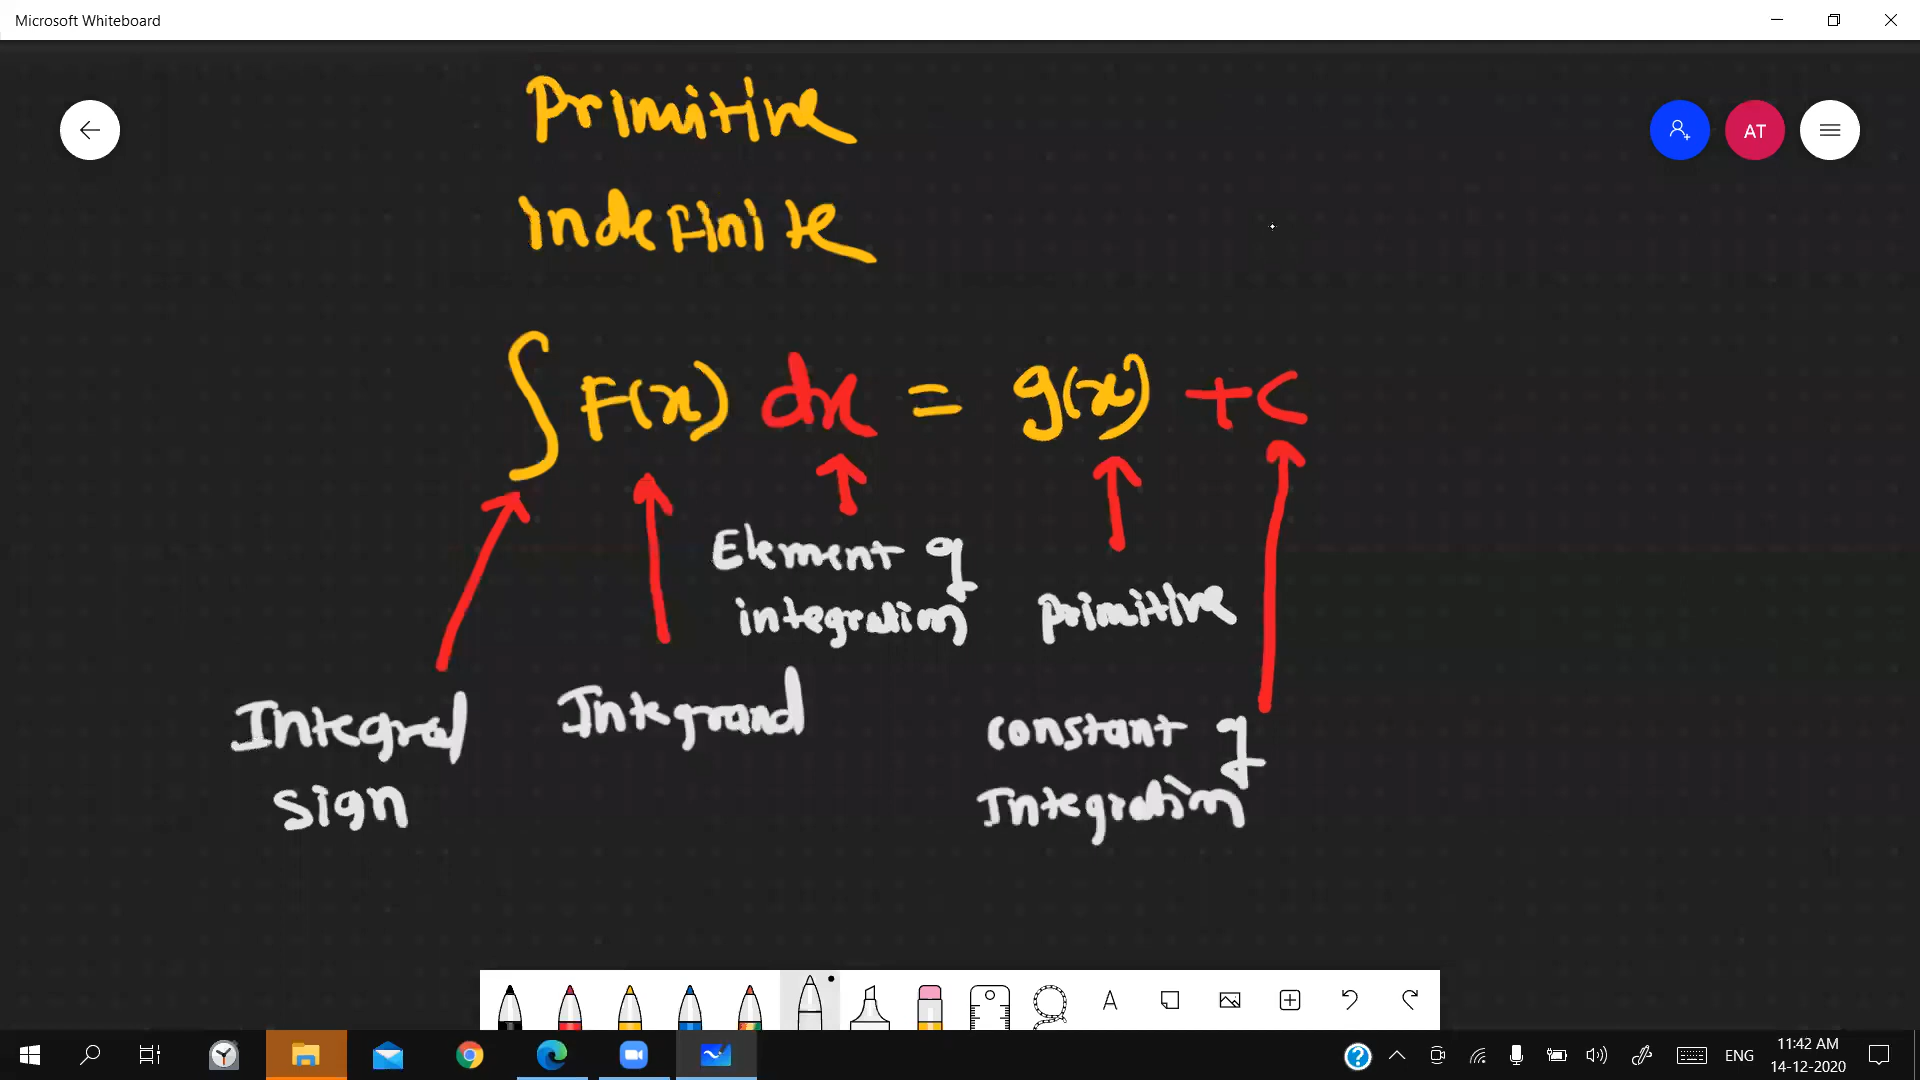 Microsoft Whiteboard
Primitive
indefinite
AT
∫ F(x) dx = g(x) + c
Element of
integration
primitive
Integral
sign
Integrand
constant of
Integration
A
ENG
11:42 AM
14-12-2020